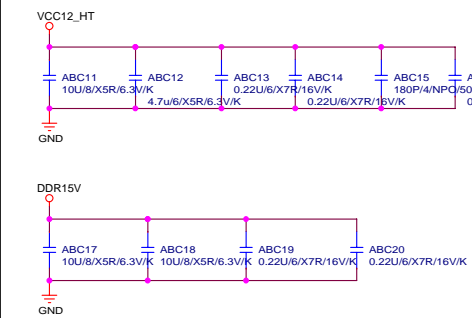 VCC12_HT
ABC11
10U/8/X5R/6.3V/K
ABC12
4.7u/6/X5R/6.3V/K
ABC13
0.22U/6/X7R/16V/K
ABC14
0.22U/6/X7R/16V/K
ABC15
180P/4/NPO/50
A
0
GND
DDR15V
ABC17
10U/8/X5R/6.3V/K
ABC18
10U/8/X5R/6.3V/K
ABC19
0.22U/6/X7R/16V/K
ABC20
0.22U/6/X7R/16V/K
GND